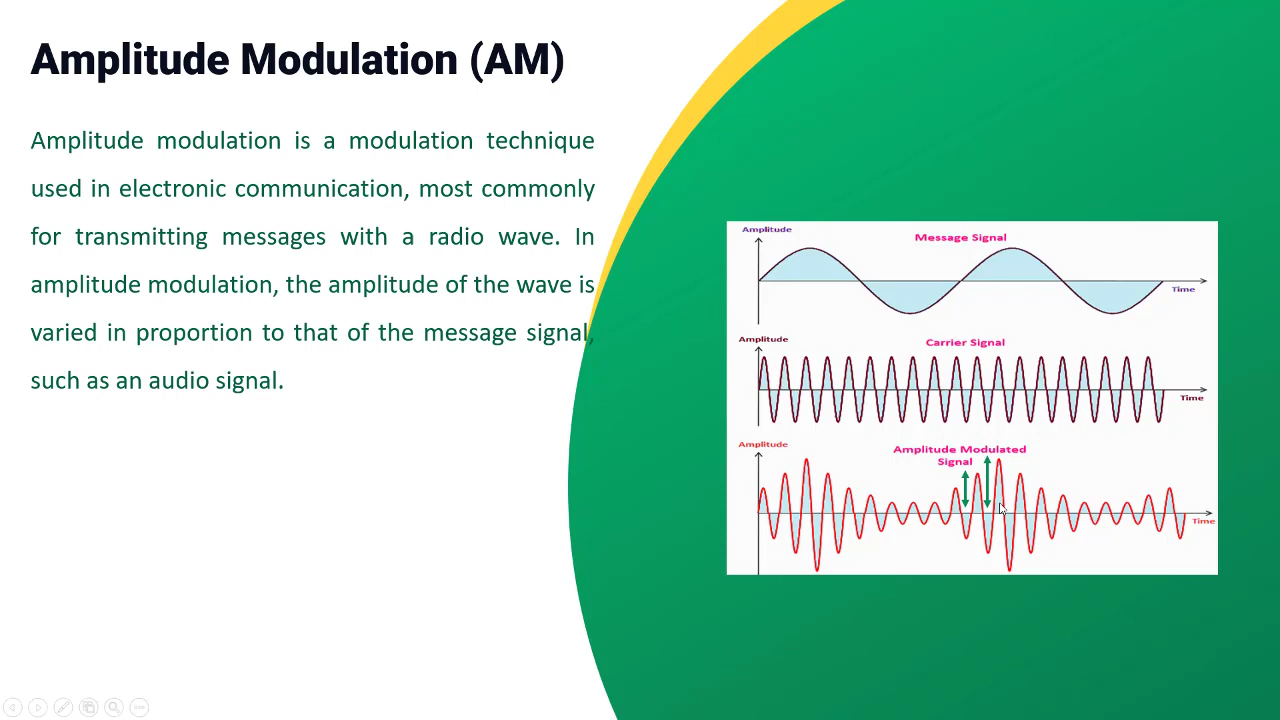 Amplitude Modulation (AM)
Amplitude modulation is a modulation technique
used in electronic communication, most commonly
for transmitting messages with a radio wave. In
amplitude modulation, the amplitude of the wave is
varied in proportion to that of the message signal,
such as an audio signal.
Amplitude
Message Signal
Time
Amplitude
Carrier Signal
Time
Amplitude
Amplitude Modulated
Signal
Time